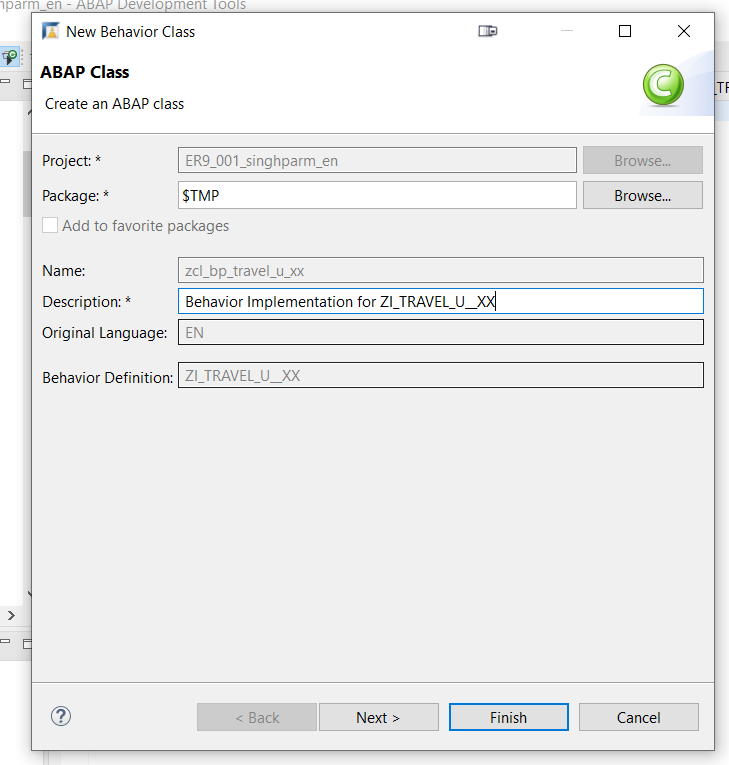 hparm_en - ABAP Development Tools
New Behavior Class
ABAP Class
Create an ABAP class
C
Project: * ER9_001_singhparm_en Browse...
Package: * $TMP Browse...
Add to favorite packages
Name: zcl_bp_travel_u_xx
Description: * Behavior Implementation for ZI_TRAVEL_U__XX
Original Language: EN
Behavior Definition: ZI_TRAVEL_U__XX
? < Back Next > Finish Cancel